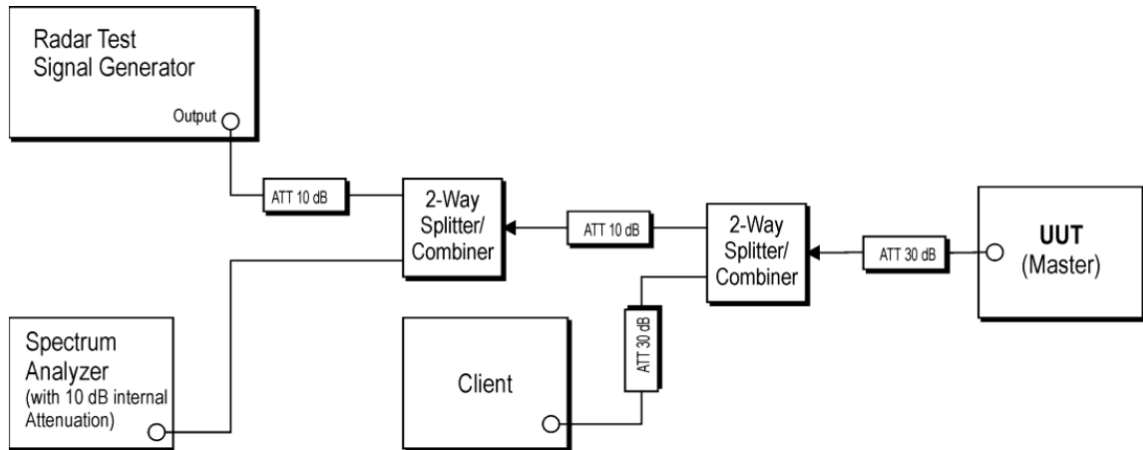 Radar Test
Signal Generator
Output
ATT 10 dB
2-Way
Splitter/
Combiner
ATT 10 dB
2-Way
Splitter/
Combiner
ATT 30 dB
UUT
(Master)
Spectrum
Analyzer
(with 10 dB internal
Attenuation)
Client
ATT 30 dB